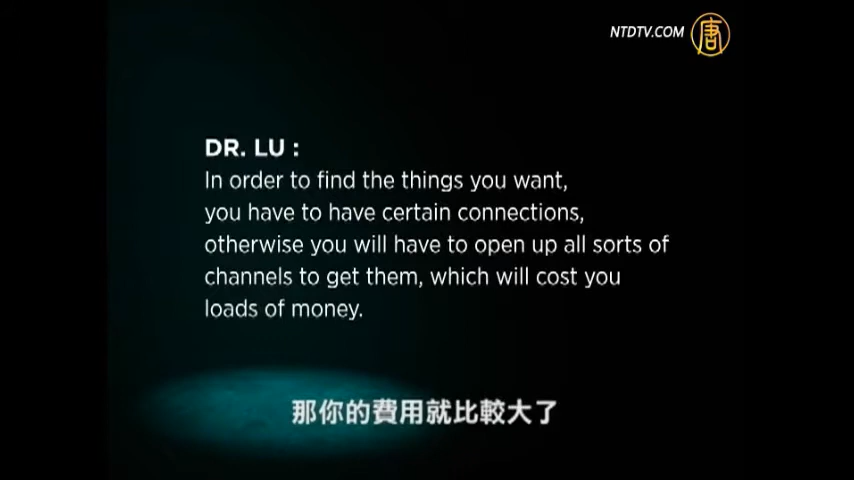 NTDTV.COM 唐
DR. LU :
In order to find the things you want,
you have to have certain connections,
otherwise you will have to open up all sorts of
channels to get them, which will cost you
loads of money.
那你的費用就比較大了